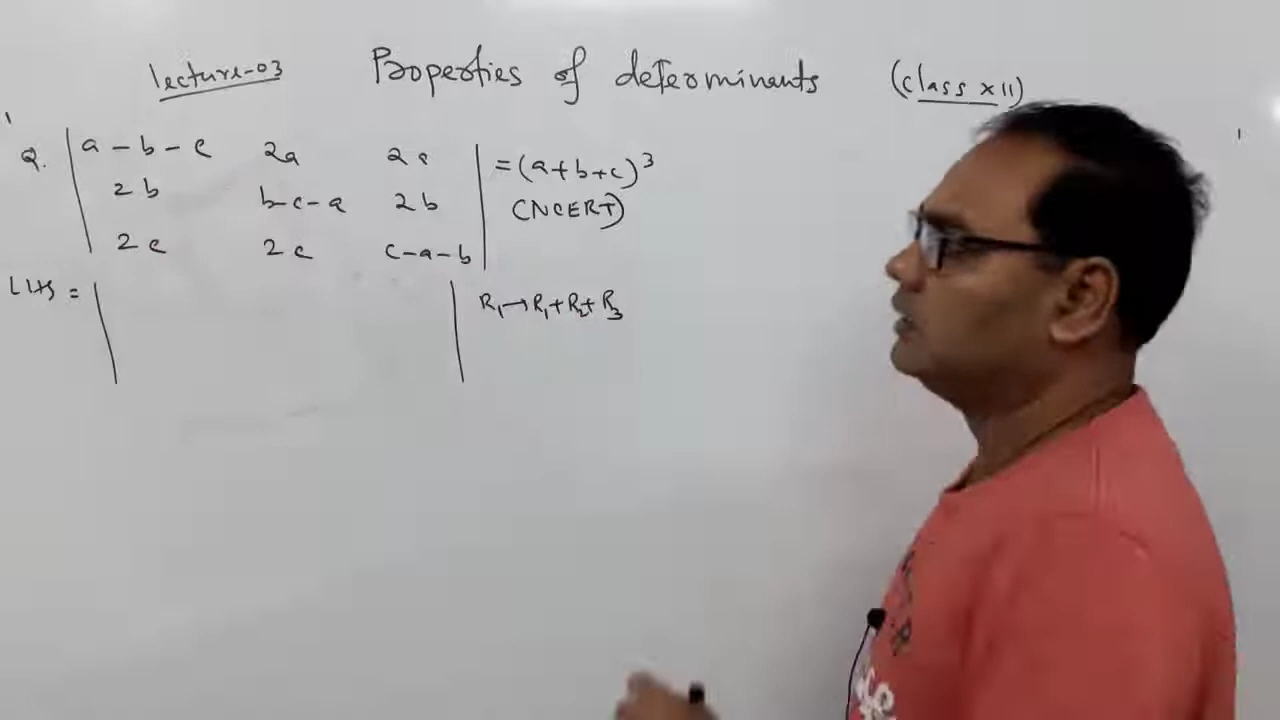 lecture-03 Properties of determinants (class XII)
Q. | a-b-c 2a 2c | = (a+b+c)³
2b b-c-a 2b (NCERT)
2c 2c c-a-b
LHS = | | R₁→R₁+R₂+R₃